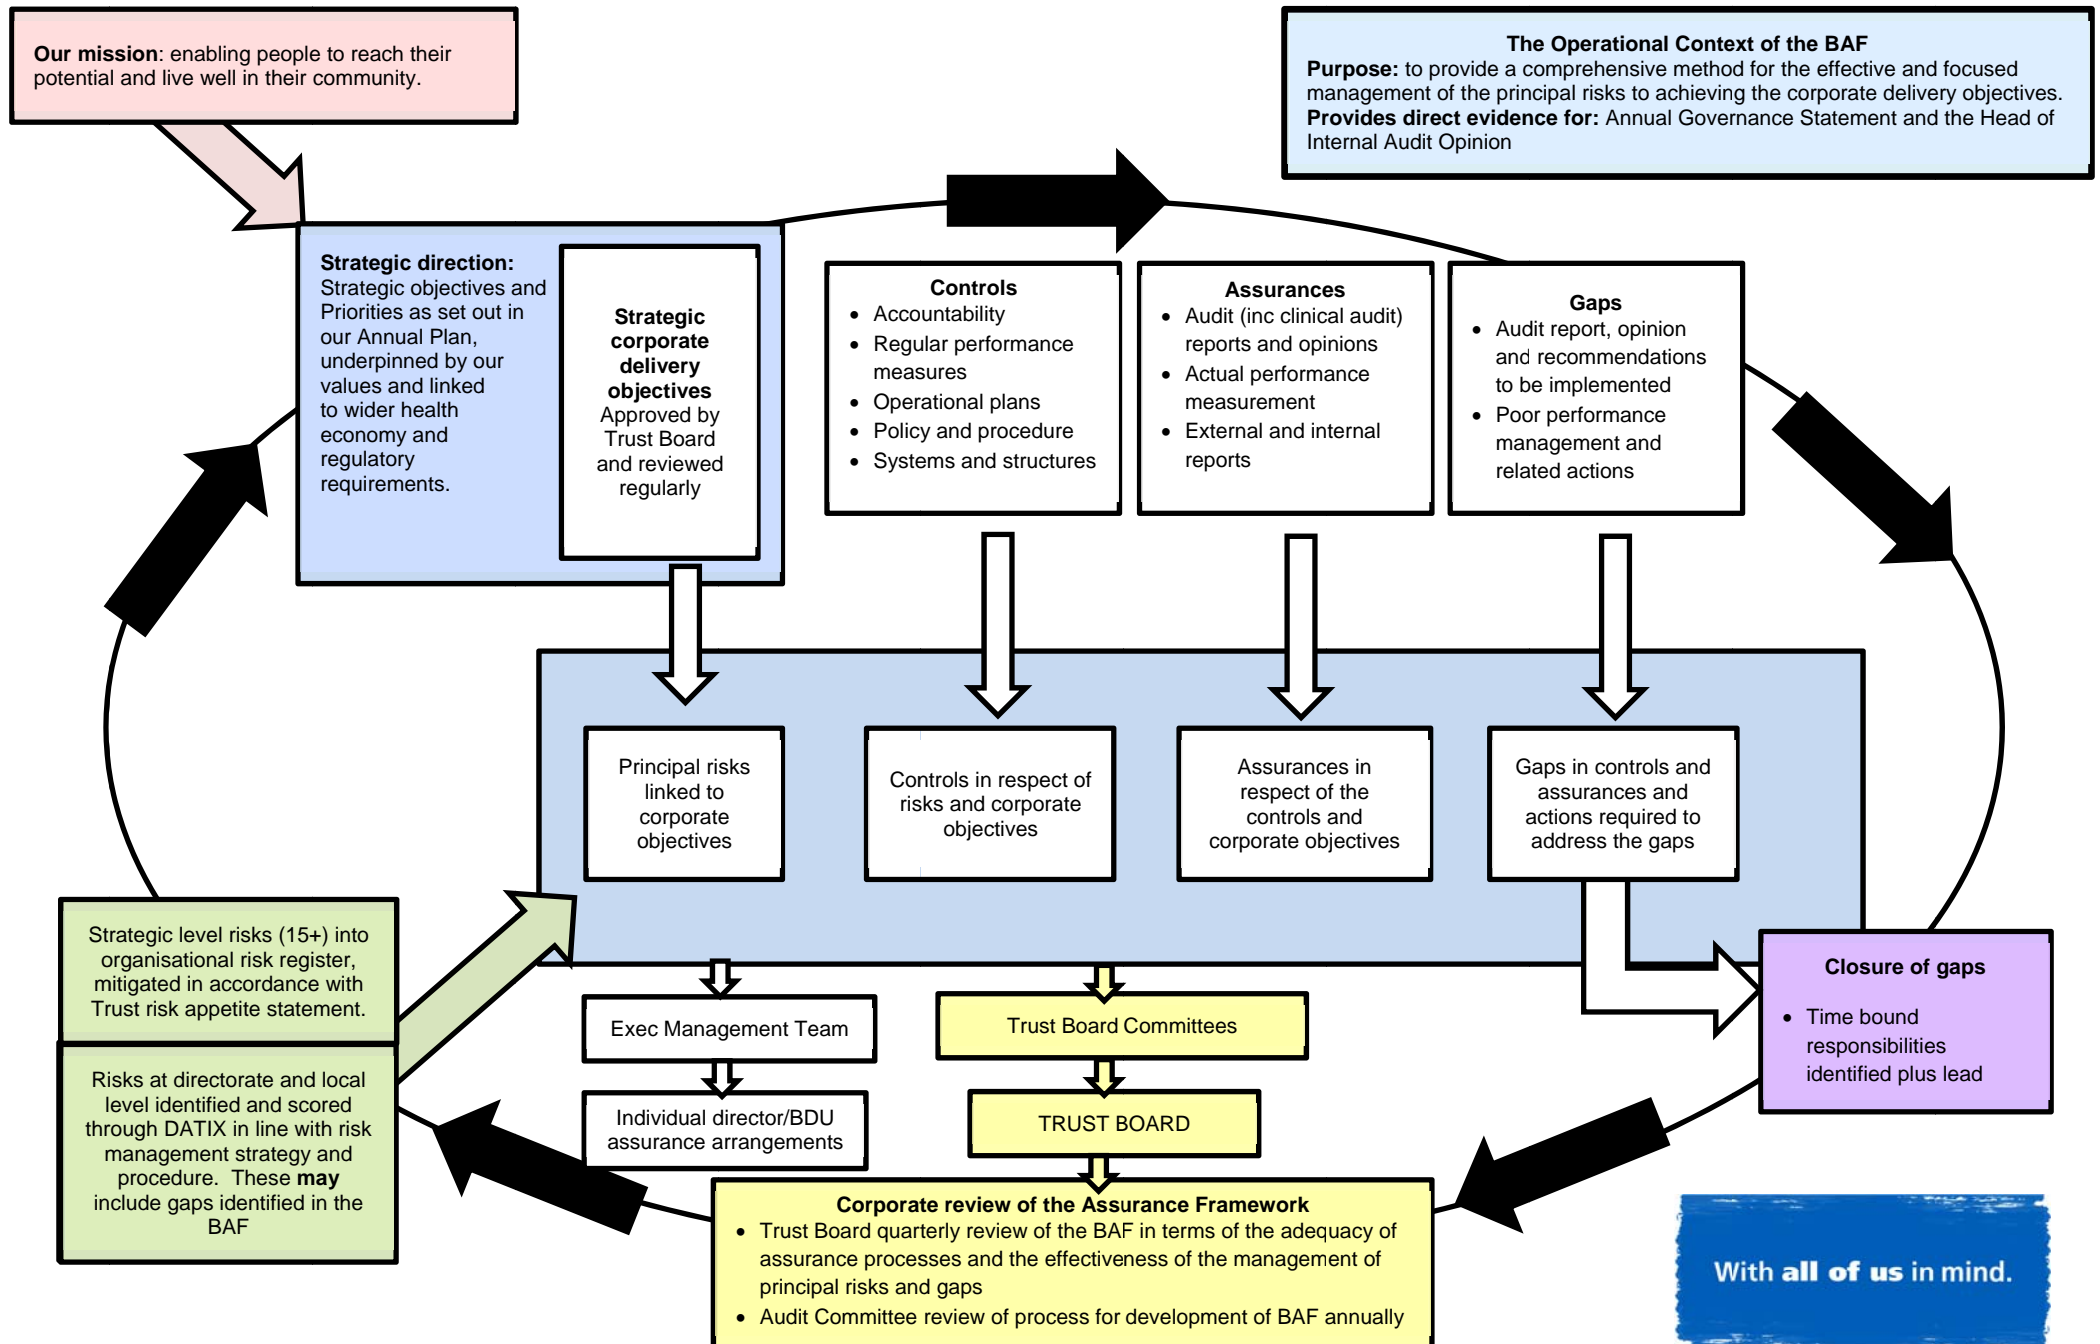 Our mission: enabling people to reach their
potential and live well in their community.
The Operational Context of the BAF
Purpose: to provide a comprehensive method for the effective and focused
management of the principal risks to achieving the corporate delivery objectives.
Provides direct evidence for: Annual Governance Statement and the Head of
Internal Audit Opinion
Strategic direction:
Strategic objectives and
Priorities as set out in
our Annual Plan,
underpinned by our
values and linked
to wider health
economy and
regulatory
requirements.
Strategic
corporate
delivery
objectives
Approved by
Trust Board
and reviewed
regularly
Controls
• Accountability
• Regular performance
measures
• Operational plans
• Policy and procedure
• Systems and structures
Assurances
• Audit (inc clinical audit)
reports and opinions
• Actual performance
measurement
• External and internal
reports
Gaps
• Audit report, opinion
and recommendations
to be implemented
• Poor performance
management and
related actions
Principal risks
linked to
corporate
objectives
Controls in respect of
risks and corporate
objectives
Assurances in
respect of the
controls and
corporate objectives
Gaps in controls and
assurances and
actions required to
address the gaps
Strategic level risks (15+) into
organisational risk register,
mitigated in accordance with
Trust risk appetite statement.
Risks at directorate and local
level identified and scored
through DATIX in line with risk
management strategy and
procedure. These may
include gaps identified in the
BAF
Exec Management Team
Individual director/BDU
assurance arrangements
Trust Board Committees
TRUST BOARD
Closure of gaps
• Time bound
responsibilities
identified plus lead
Corporate review of the Assurance Framework
• Trust Board quarterly review of the BAF in terms of the adequacy of
assurance processes and the effectiveness of the management of
principal risks and gaps
• Audit Committee review of process for development of BAF annually
With all of us in mind.